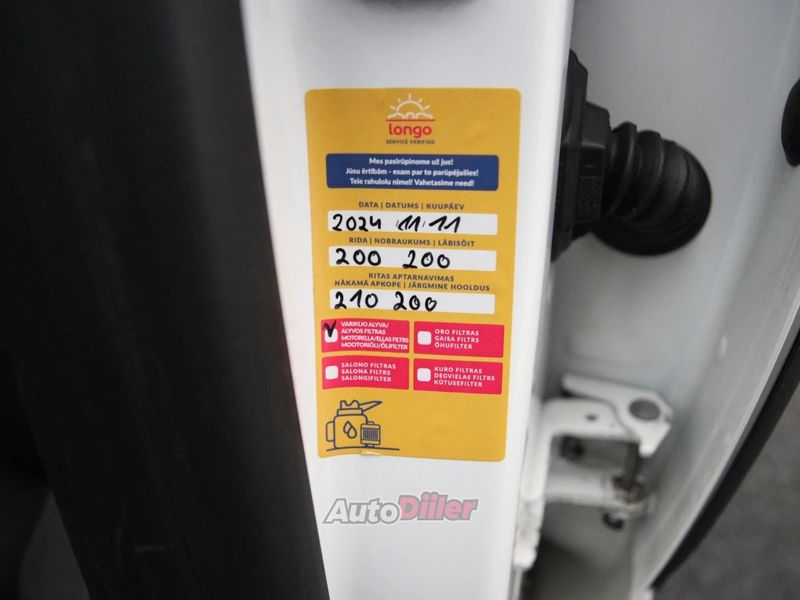 longo
SERVICE VERIFIED
Mes pasirūpinome už jus!
Jūsu ērtībām - esam par to parūpējušies!
Teie rahulolu nimel! Vahetasime need!
DATA | DATUMS | KUUPÄEV
2024 11 11
RIDA | NOBRAUKUMS | LÄBISÕIT
200 200
KITAS APTARNAVIMAS
NĀKAMĀ APKOPE | JÄRGMINE HOOLDUS
210 200
VARIKLIO ALYVA/
ALYVOS FILTRAS
MOTOREĻĻA/EĻĻAS FILTRS
MOOTORIÕLI/ÕLIFILTER
ORO FILTRAS
GAISA FILTRS
ÕHUFILTER
SALONO FILTRAS
SALONA FILTRS
SALONGIFILTER
KURO FILTRAS
DEGVIELAS FILTRS
KÜTUSEFILTER
AutoDiiler